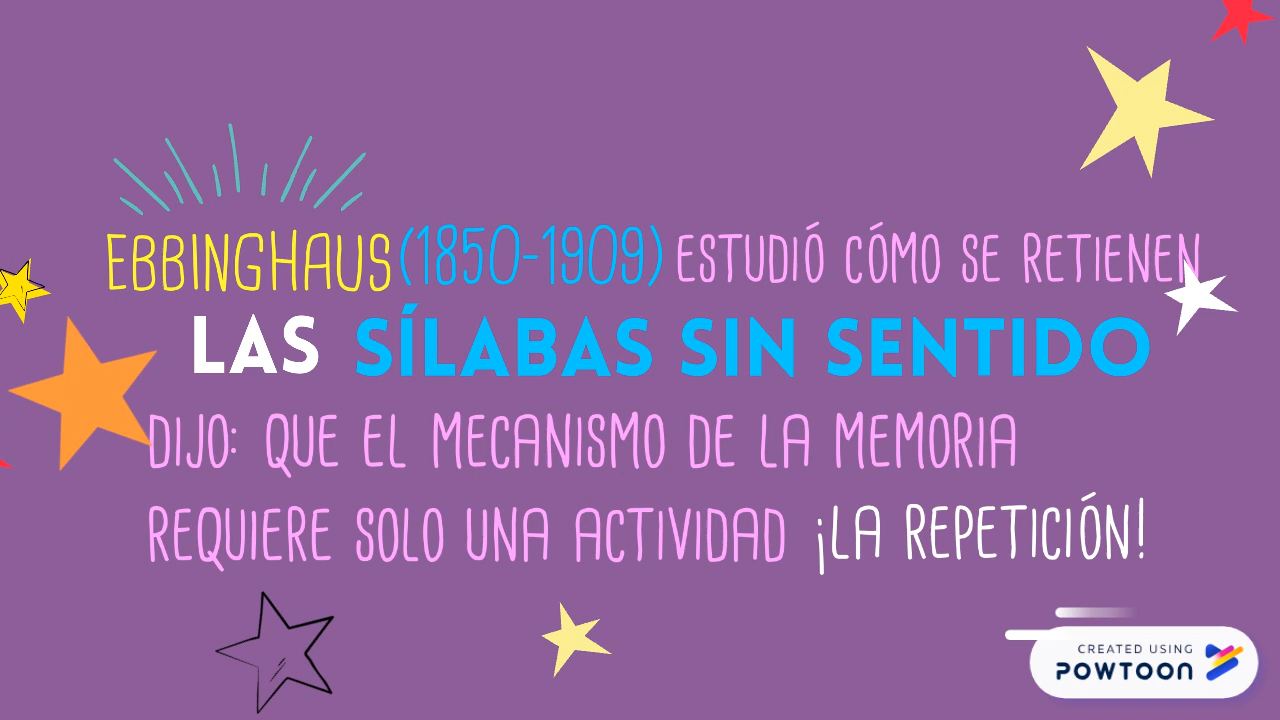 EBBINGHAUS (1850-1909) ESTUDIÓ CÓMO SE RETIENEN
LAS SÍLABAS SIN SENTIDO
DIJO: QUE EL MECANISMO DE LA MEMORIA
REQUIERE SOLO UNA ACTIVIDAD ¡LA REPETICIÓN!
CREATED USING
POWTOON